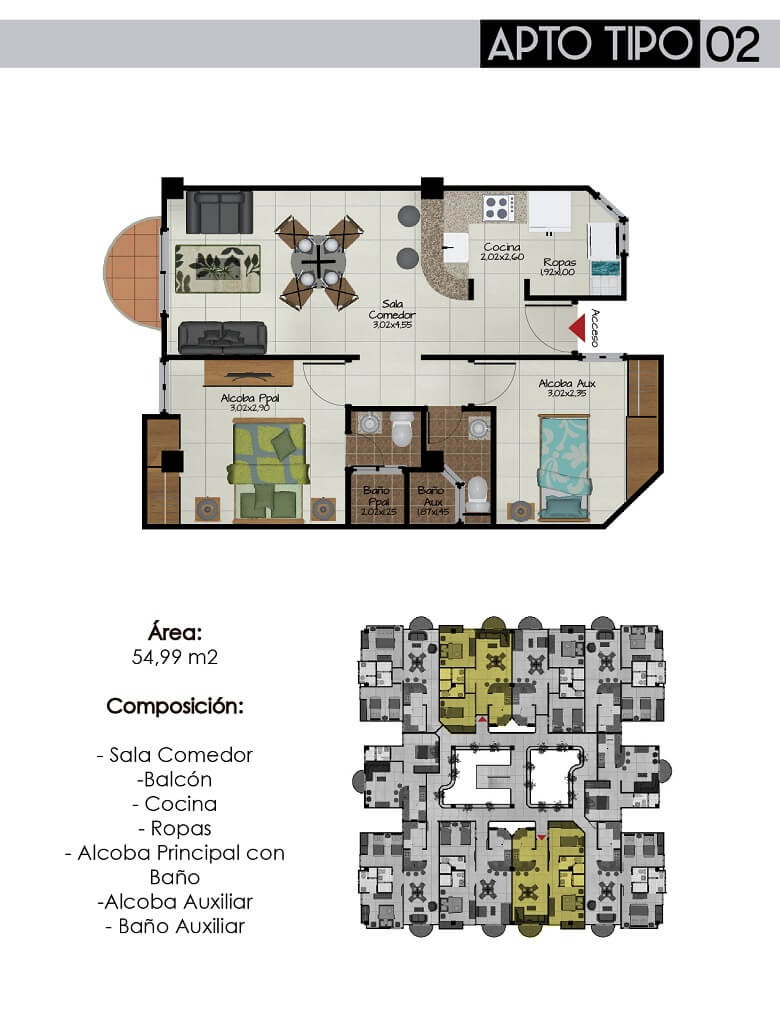 APTO TIPO 02
Cocina
2,02x2,60
Ropas
1,92x1,00
Sala
Comedor
3,02x4,55
Acceso
Alcoba Ppal
3,02x2,90
Alcoba Aux
3,02x2,35
Baño
Ppal
2,02x1,25
Baño
Aux
1,87x1,45
Área:
54,99 m2
Composición:
- Sala Comedor
-Balcón
- Cocina
- Ropas
- Alcoba Principal con
Baño
-Alcoba Auxiliar
- Baño Auxiliar